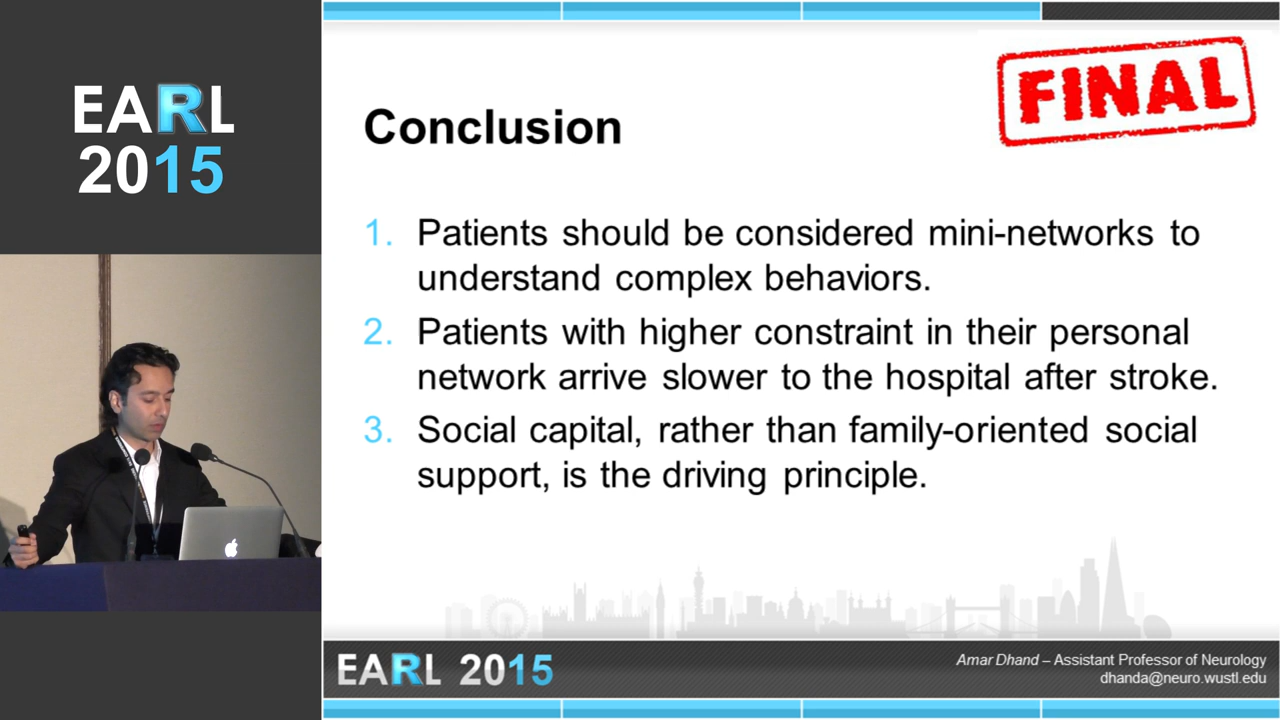 EARL
2015
FINAL
Conclusion
1. Patients should be considered mini-networks to
understand complex behaviors.
2. Patients with higher constraint in their personal
network arrive slower to the hospital after stroke.
3. Social capital, rather than family-oriented social
support, is the driving principle.
EARL 2015
Amar Dhand – Assistant Professor of Neurology
dhanda@neuro.wustl.edu